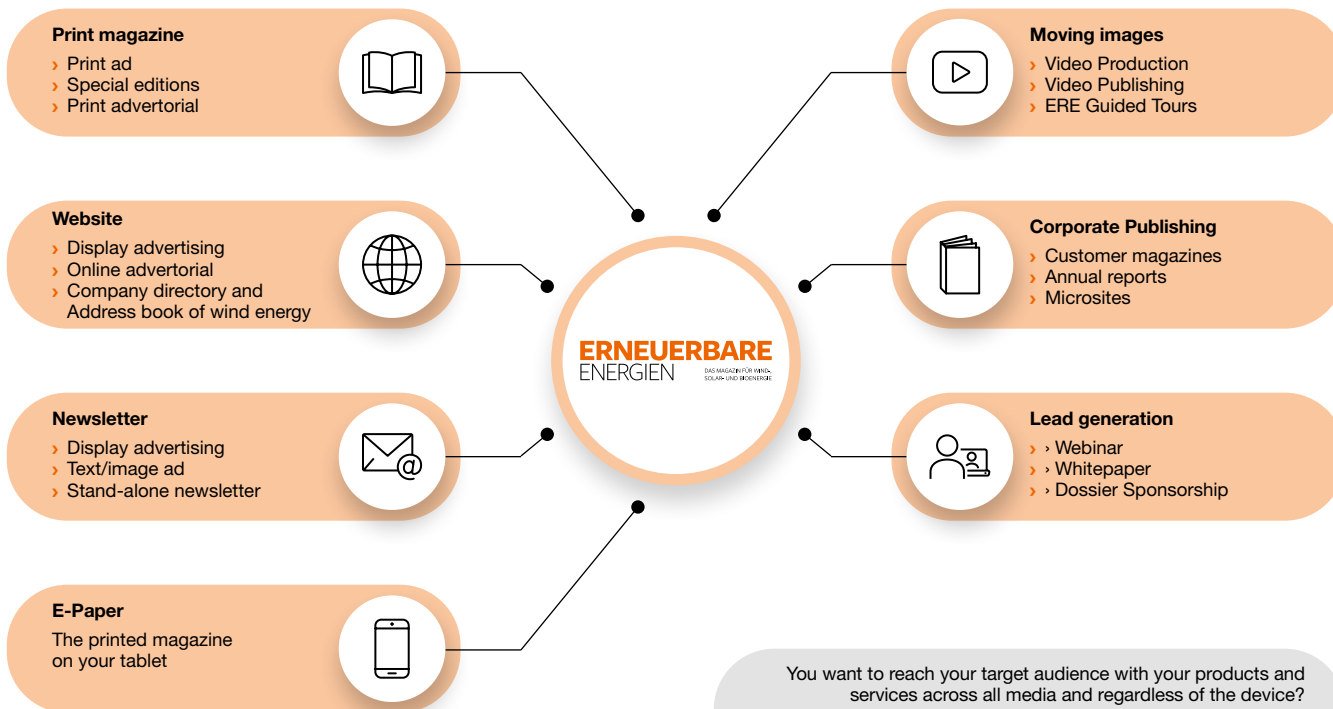 Print magazine
› Print ad
› Special editions
› Print advertorial
Website
› Display advertising
› Online advertorial
› Company directory and
Address book of wind energy
Newsletter
› Display advertising
› Text/image ad
› Stand-alone newsletter
E-Paper
The printed magazine
on your tablet
ERNEUERBARE
ENERGIEN
DAS MAGAZIN FÜR WIND-,
SOLAR- UND BIOENERGIE
Moving images
› Video Production
› Video Publishing
› ERE Guided Tours
Corporate Publishing
› Customer magazines
› Annual reports
› Microsites
Lead generation
› › Webinar
› › Whitepaper
› › Dossier Sponsorship
You want to reach your target audience with your products and
services across all media and regardless of the device?